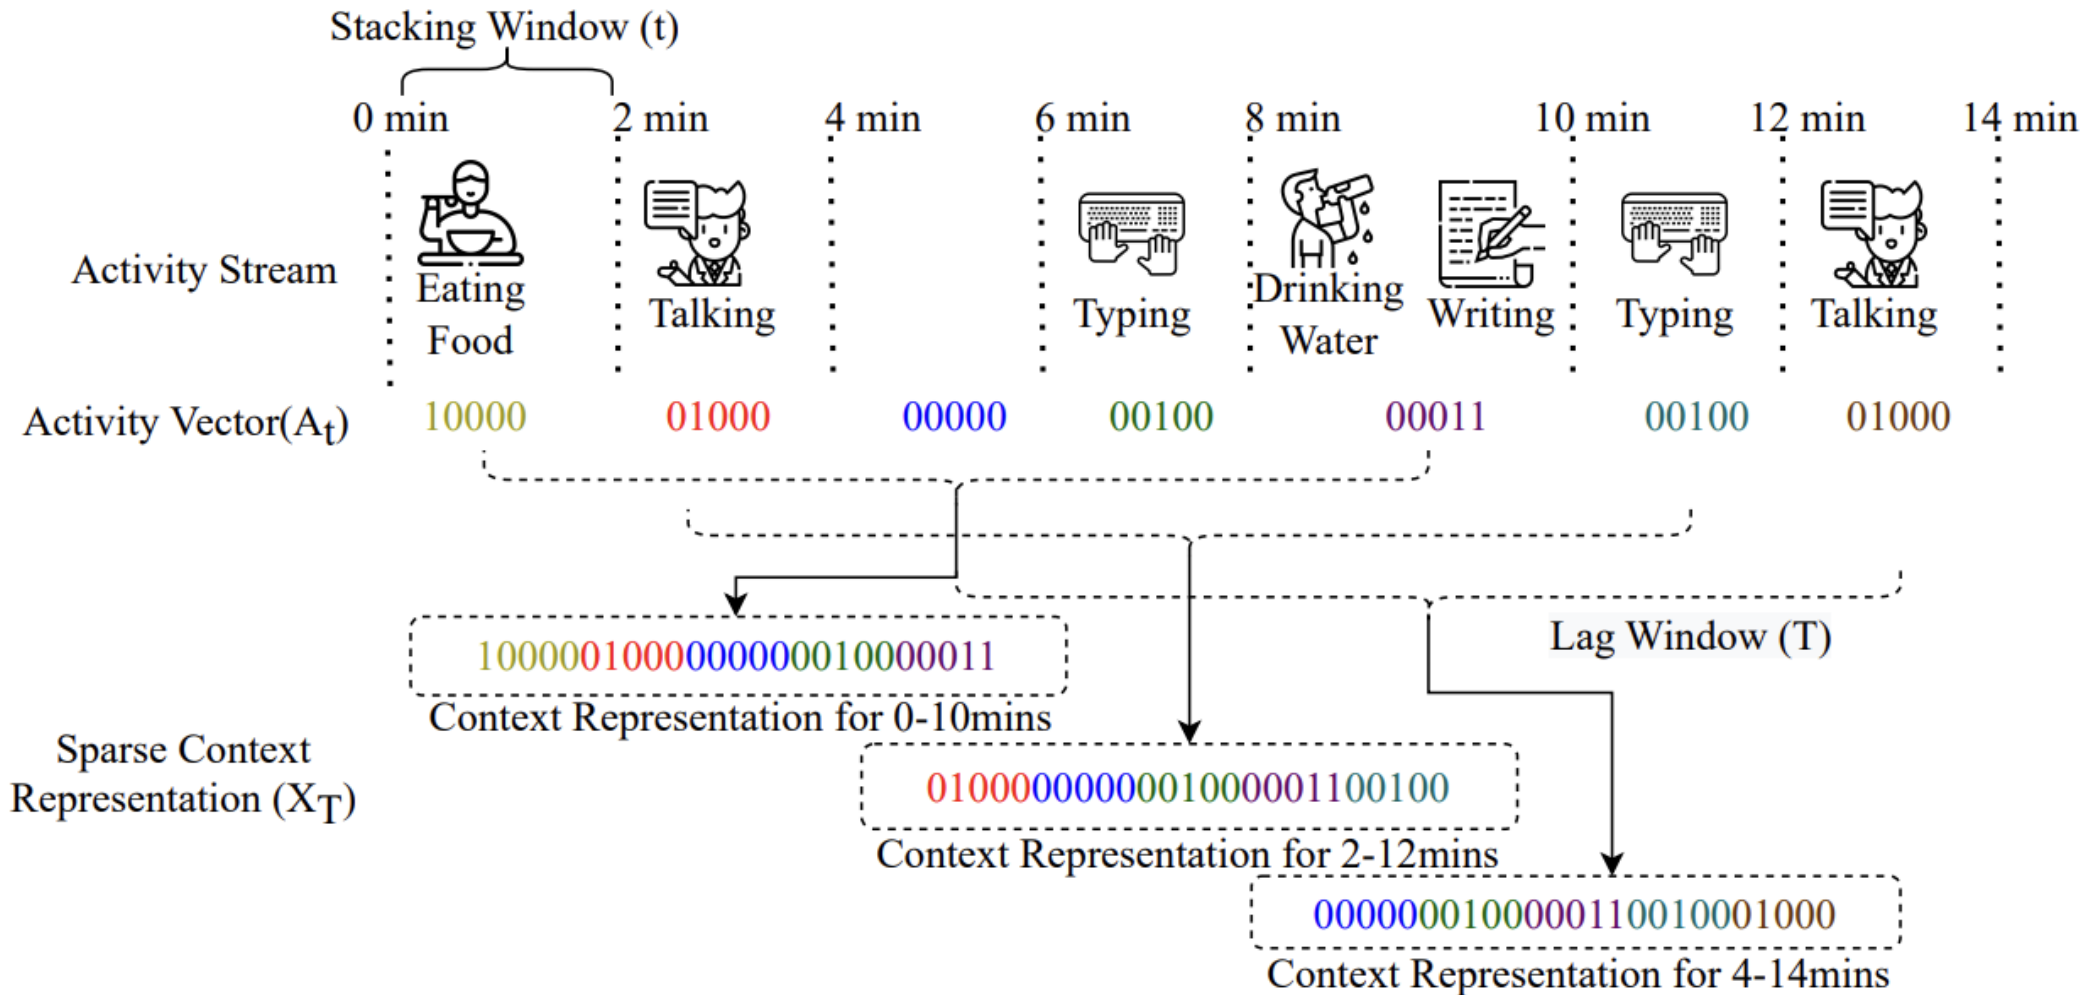 Stacking Window (t)
0 min 2 min 4 min 6 min 8 min 10 min 12 min 14 min
Activity Stream
Eating
Food
Talking
Typing
Drinking
Water
Writing
Typing
Talking
Activity Vector(At) 10000 01000 00000 00100 00011 00100 01000
1000001000000000010000011
Context Representation for 0-10mins
Lag Window (T)
Sparse Context
Representation (XT)
0100000000001000001100100
Context Representation for 2-12mins
0000000100000110010001000
Context Representation for 4-14mins